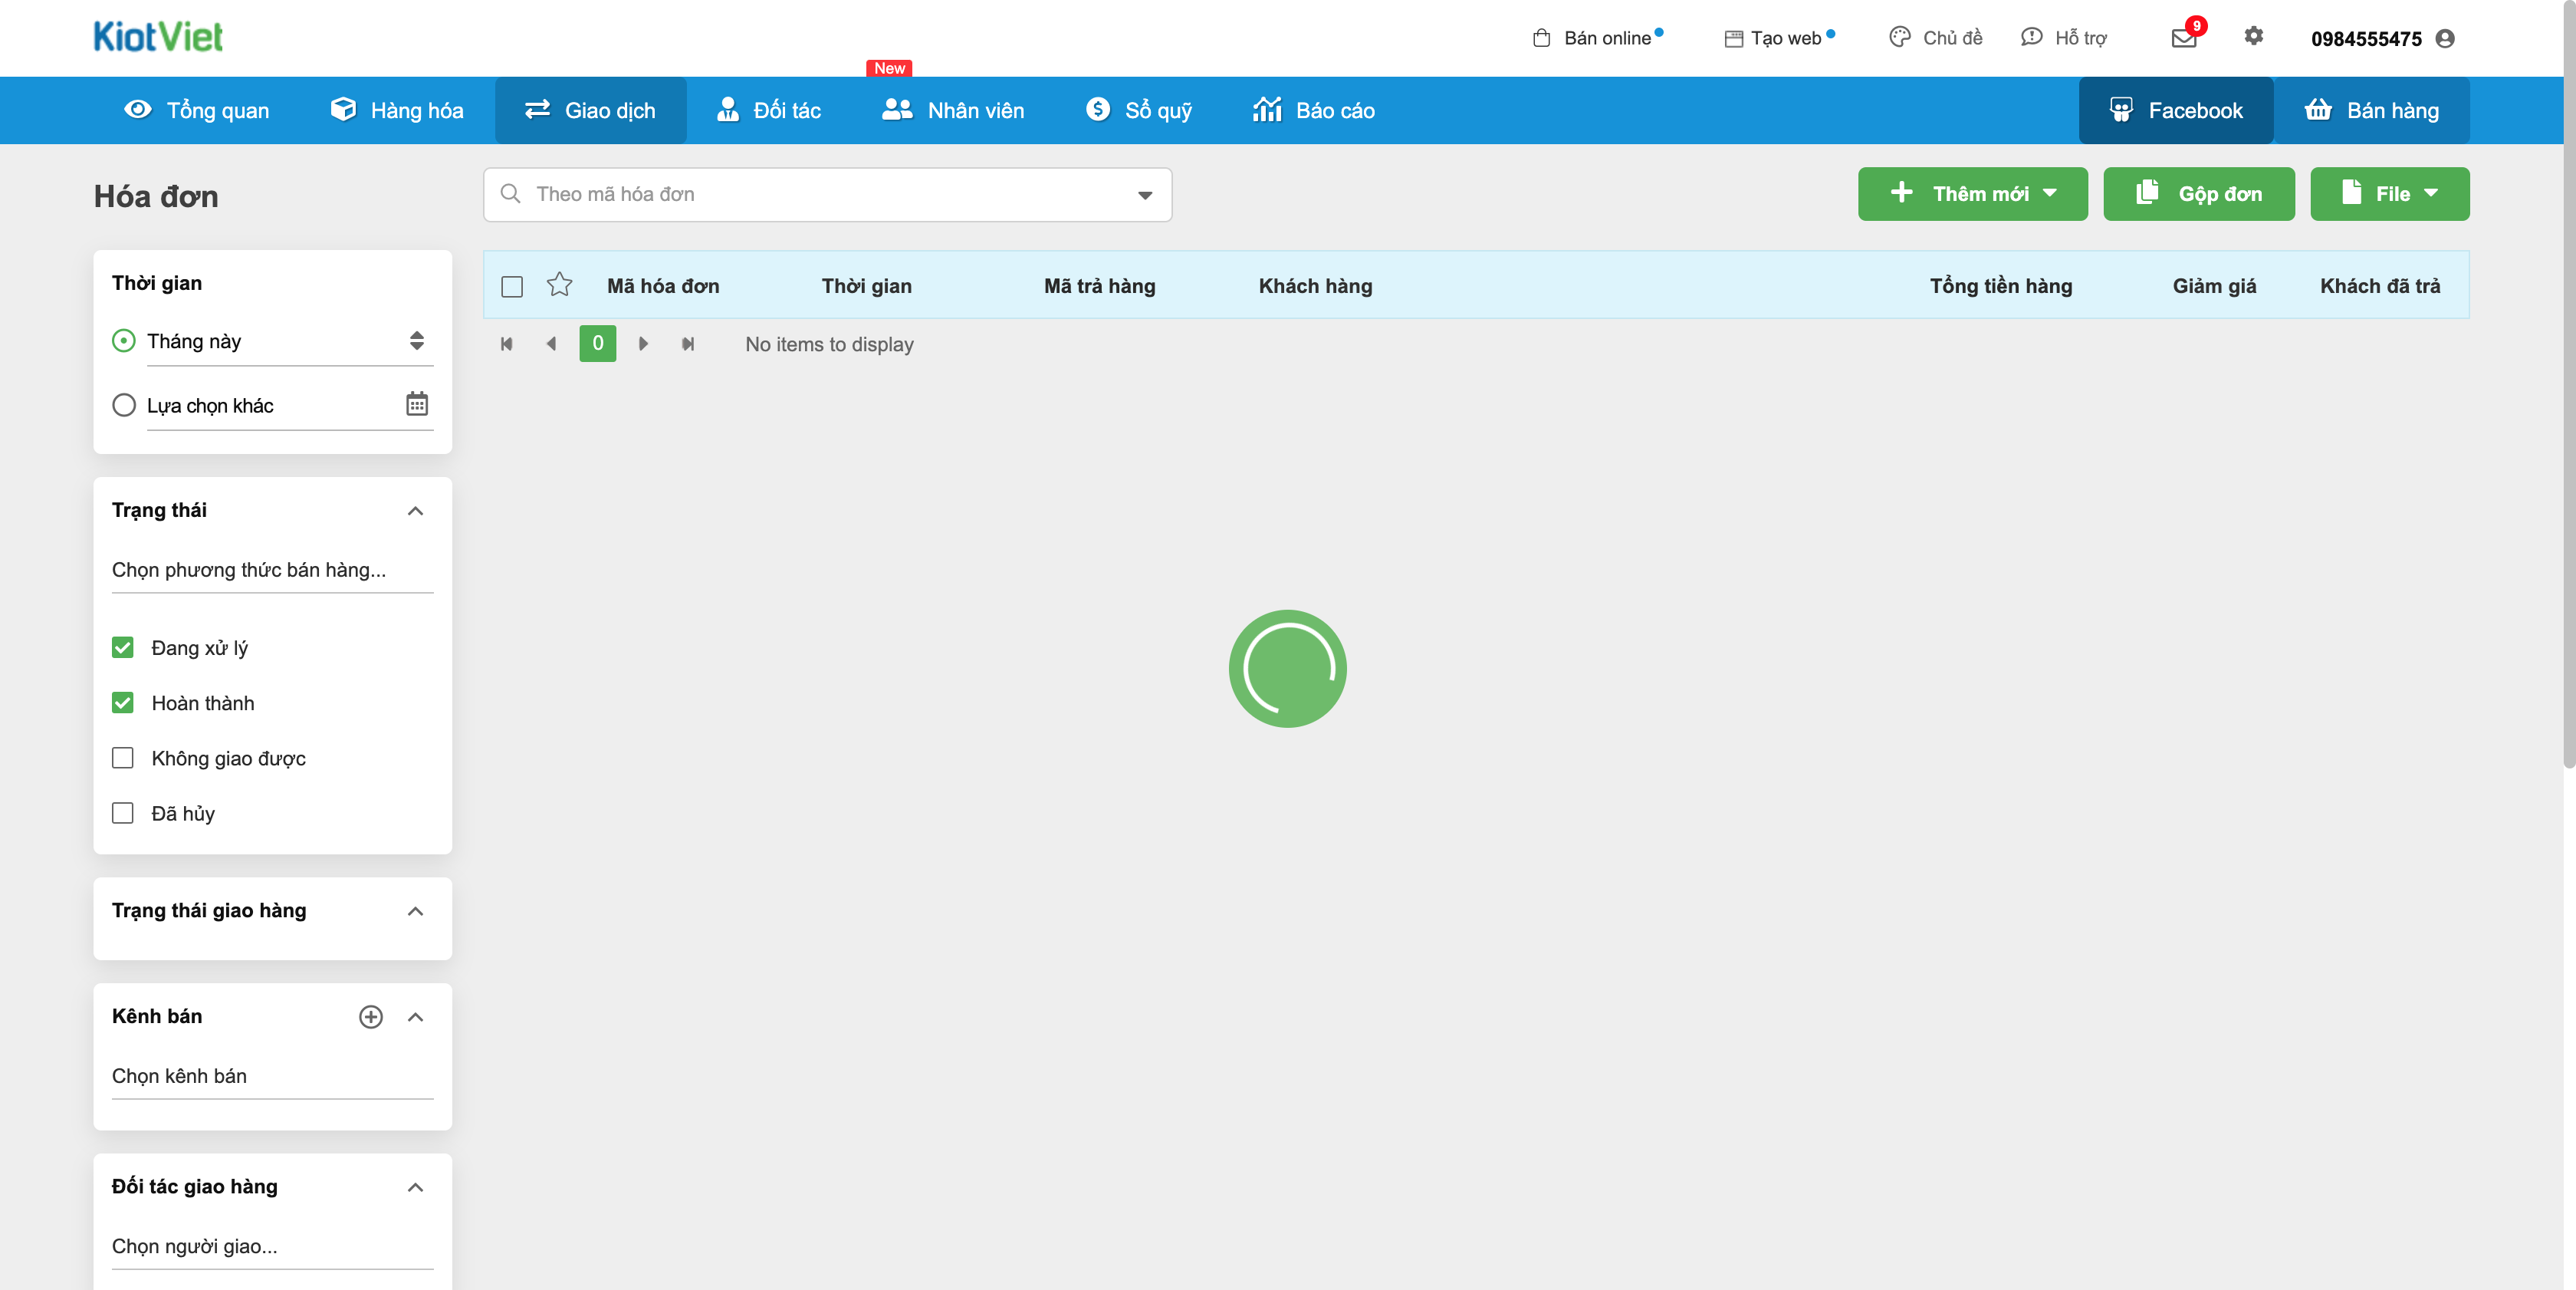 KiotViet
Bán online
Tạo web
Chủ đề
Hỗ trợ
9
0984555475
New
Tổng quan
Hàng hóa
Giao dịch
Đối tác
Nhân viên
Sổ quỹ
Báo cáo
Facebook
Bán hàng
Hóa đơn
Theo mã hóa đơn
Thêm mới
Gộp đơn
File
Thời gian
Tháng này
Lựa chọn khác
Trạng thái
Chọn phương thức bán hàng...
Đang xử lý
Hoàn thành
Không giao được
Đã hủy
Trạng thái giao hàng
Kênh bán
Chọn kênh bán
Đối tác giao hàng
Chọn người giao...
Mã hóa đơn
Thời gian
Mã trả hàng
Khách hàng
Tổng tiền hàng
Giảm giá
Khách đã trả
0
No items to display